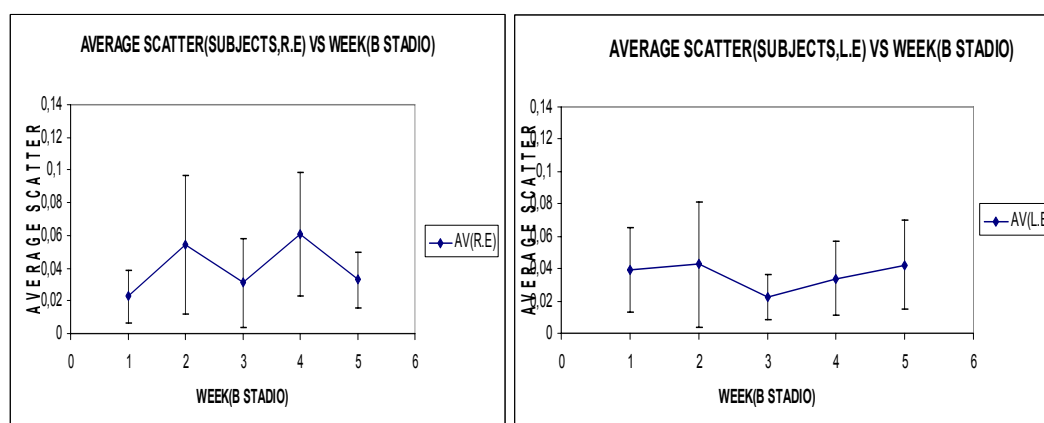 AVERAGE SCATTER(SUBJECTS,R.E) VS WEEK(B STADIO)
AVERAGE SCATTER
0,14
0,12
0,1
0,08
0,06
0,04
0,02
0
0 1 2 3 4 5 6
WEEK(B STADIO)
AV(R.E)
AVERAGE SCATTER(SUBJECTS,L.E) VS WEEK(B STADIO)
AVERAGE SCATTER
0,14
0,12
0,1
0,08
0,06
0,04
0,02
0
0 1 2 3 4 5 6
WEEK(B STADIO)
AV(L.E